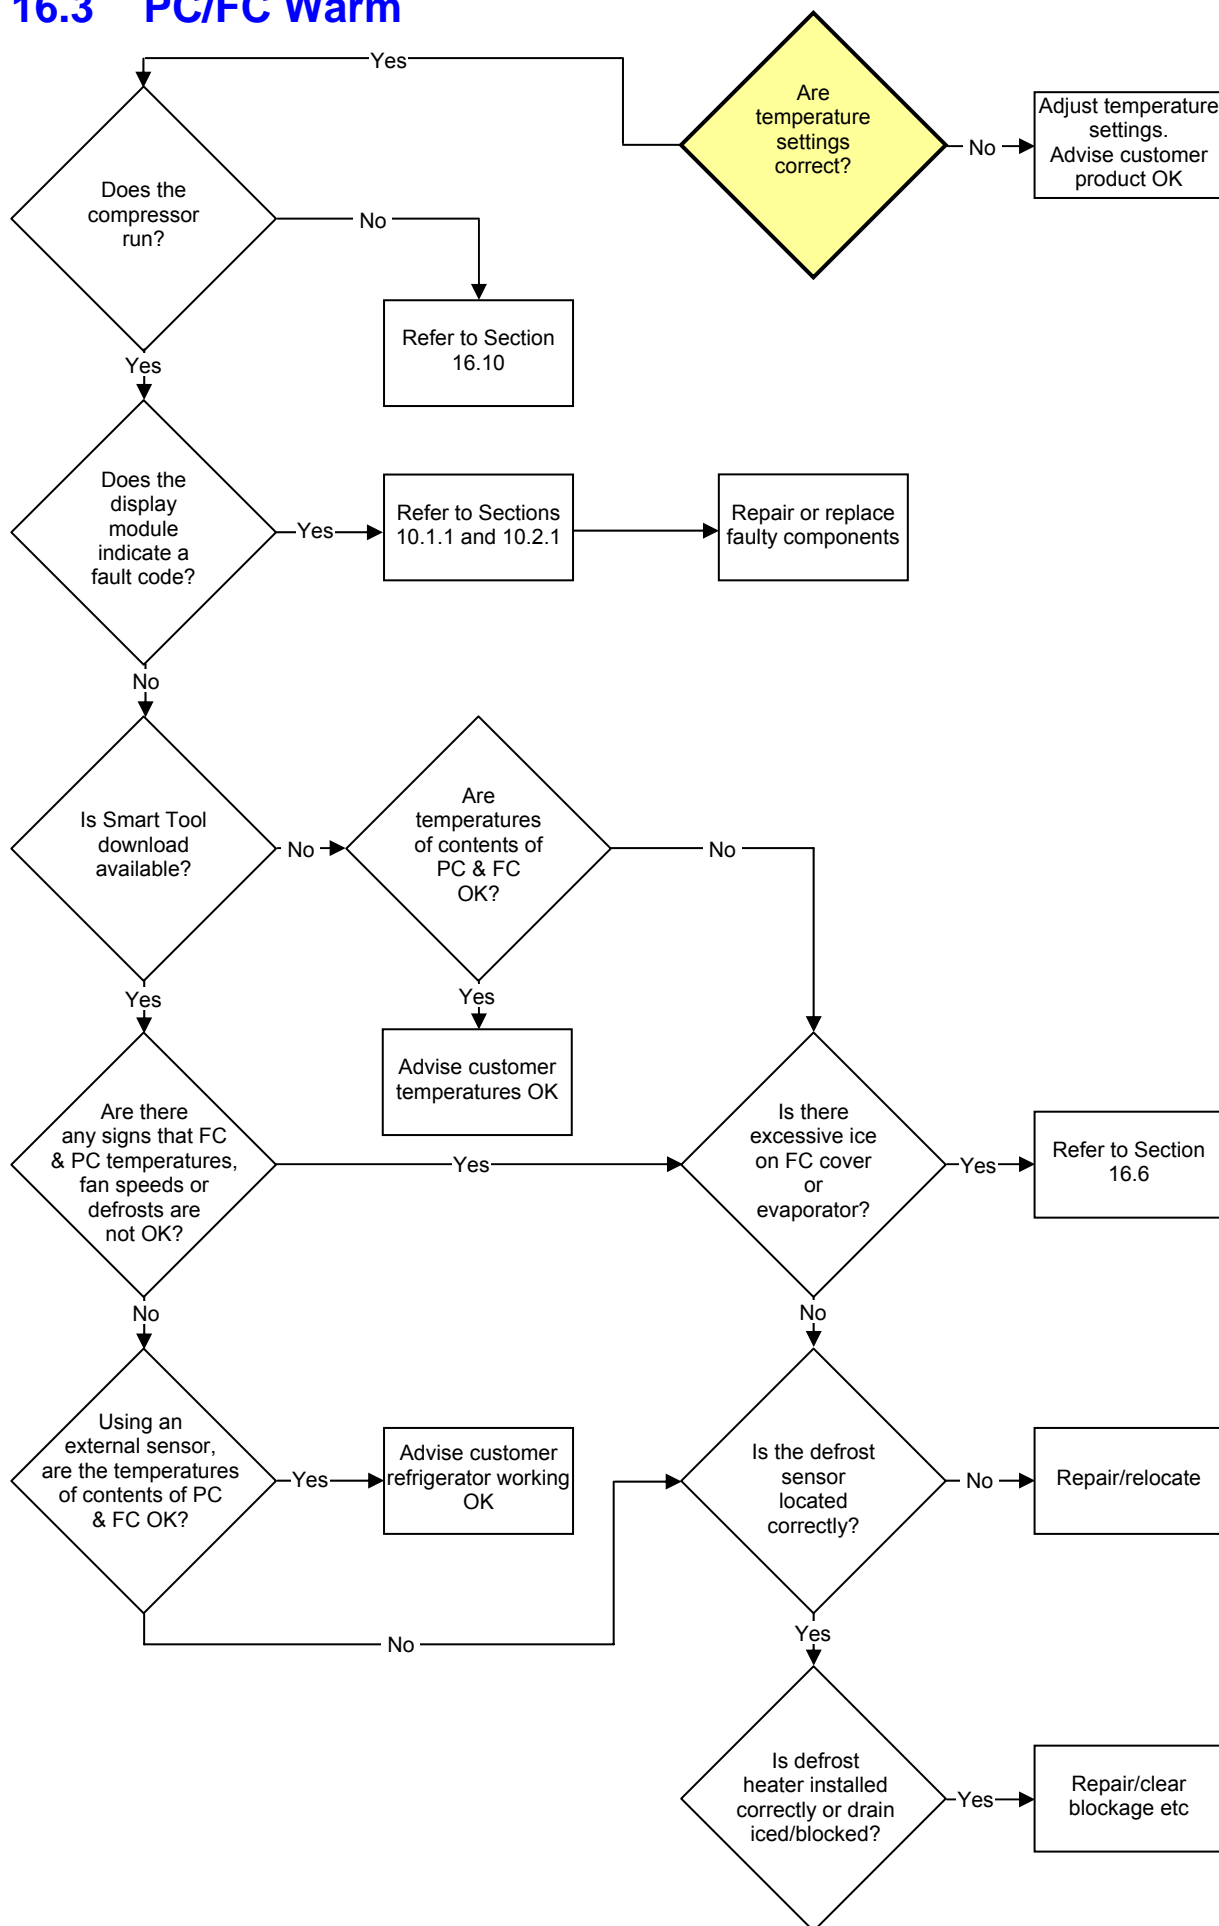 16.3 PC/FC Warm
Yes
Are
temperature
settings
correct?
No
Adjust temperature
settings.
Advise customer
product OK
Does the
compressor
run?
No
Refer to Section
16.10
Yes
Does the
display
module
indicate a
fault code?
Yes
Refer to Sections
10.1.1 and 10.2.1
Repair or replace
faulty components
No
Is Smart Tool
download
available?
No
Are
temperatures
of contents of
PC & FC
OK?
No
Yes
Yes
Advise customer
temperatures OK
Are there
any signs that FC
& PC temperatures,
fan speeds or
defrosts are
not OK?
Yes
Is there
excessive ice
on FC cover
or
evaporator?
Yes
Refer to Section
16.6
No
No
Using an
external sensor,
are the temperatures
of contents of PC
& FC OK?
Yes
Advise customer
refrigerator working
OK
Is the defrost
sensor
located
correctly?
No
Repair/relocate
No
Yes
Is defrost
heater installed
correctly or drain
iced/blocked?
Yes
Repair/clear
blockage etc